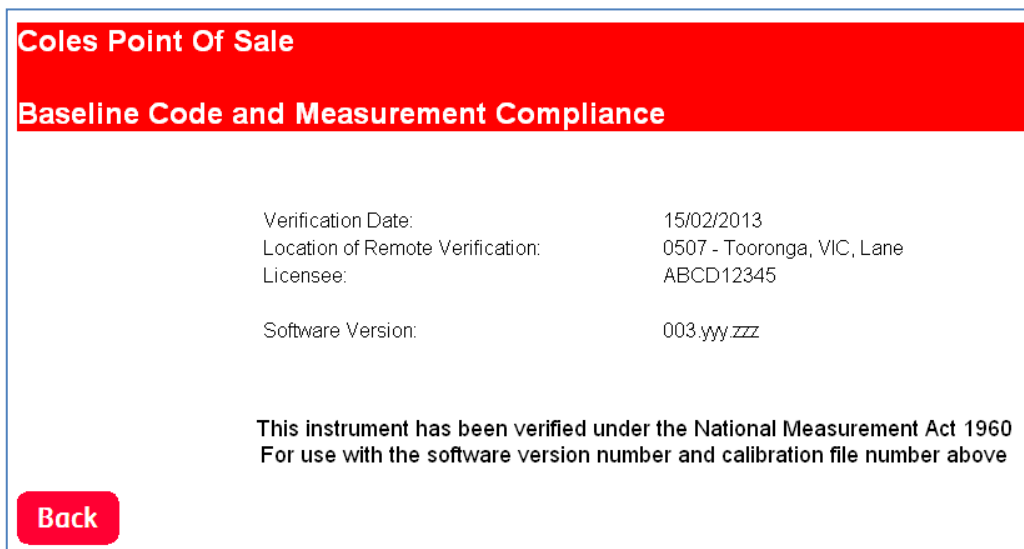 Coles Point Of Sale
Baseline Code and Measurement Compliance
Verification Date: 15/02/2013
Location of Remote Verification: 0507 - Tooronga, VIC, Lane
Licensee: ABCD12345
Software Version: 003.yyy.zzz
This instrument has been verified under the National Measurement Act 1960
For use with the software version number and calibration file number above
Back